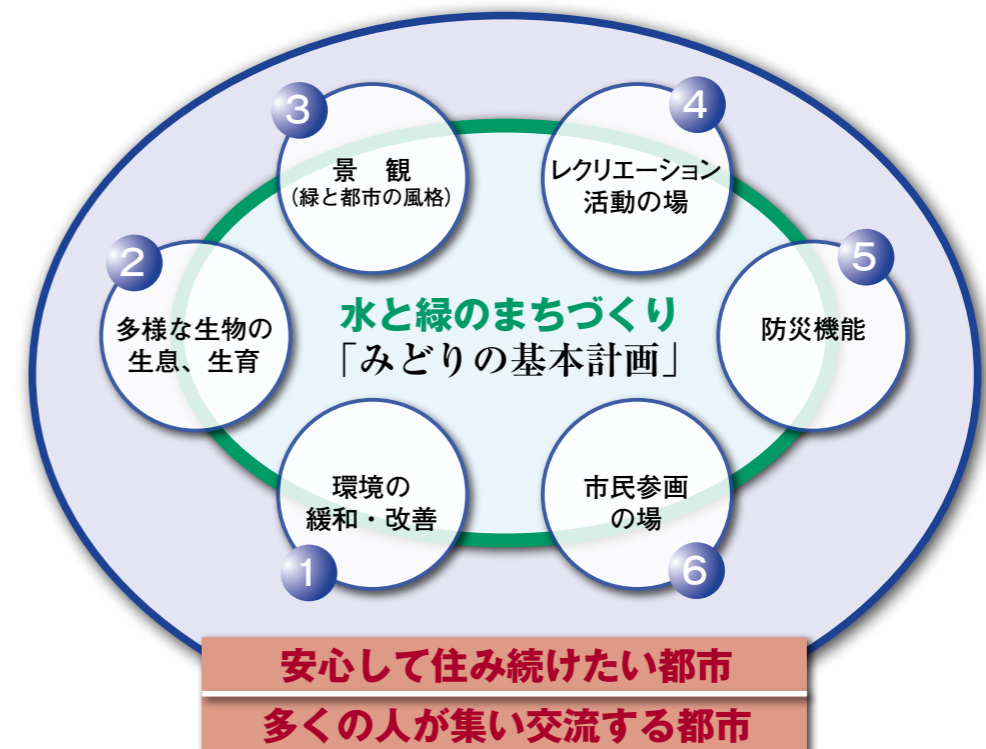 3
景　観
（緑と都市の風格）
4
レクリエーション
活動の場
2
多様な生物の
生息、生育
水と緑のまちづくり
「みどりの基本計画」
5
防災機能
環境の
緩和・改善
1
市民参画
の場
6
安心して住み続けたい都市
多くの人が集い交流する都市